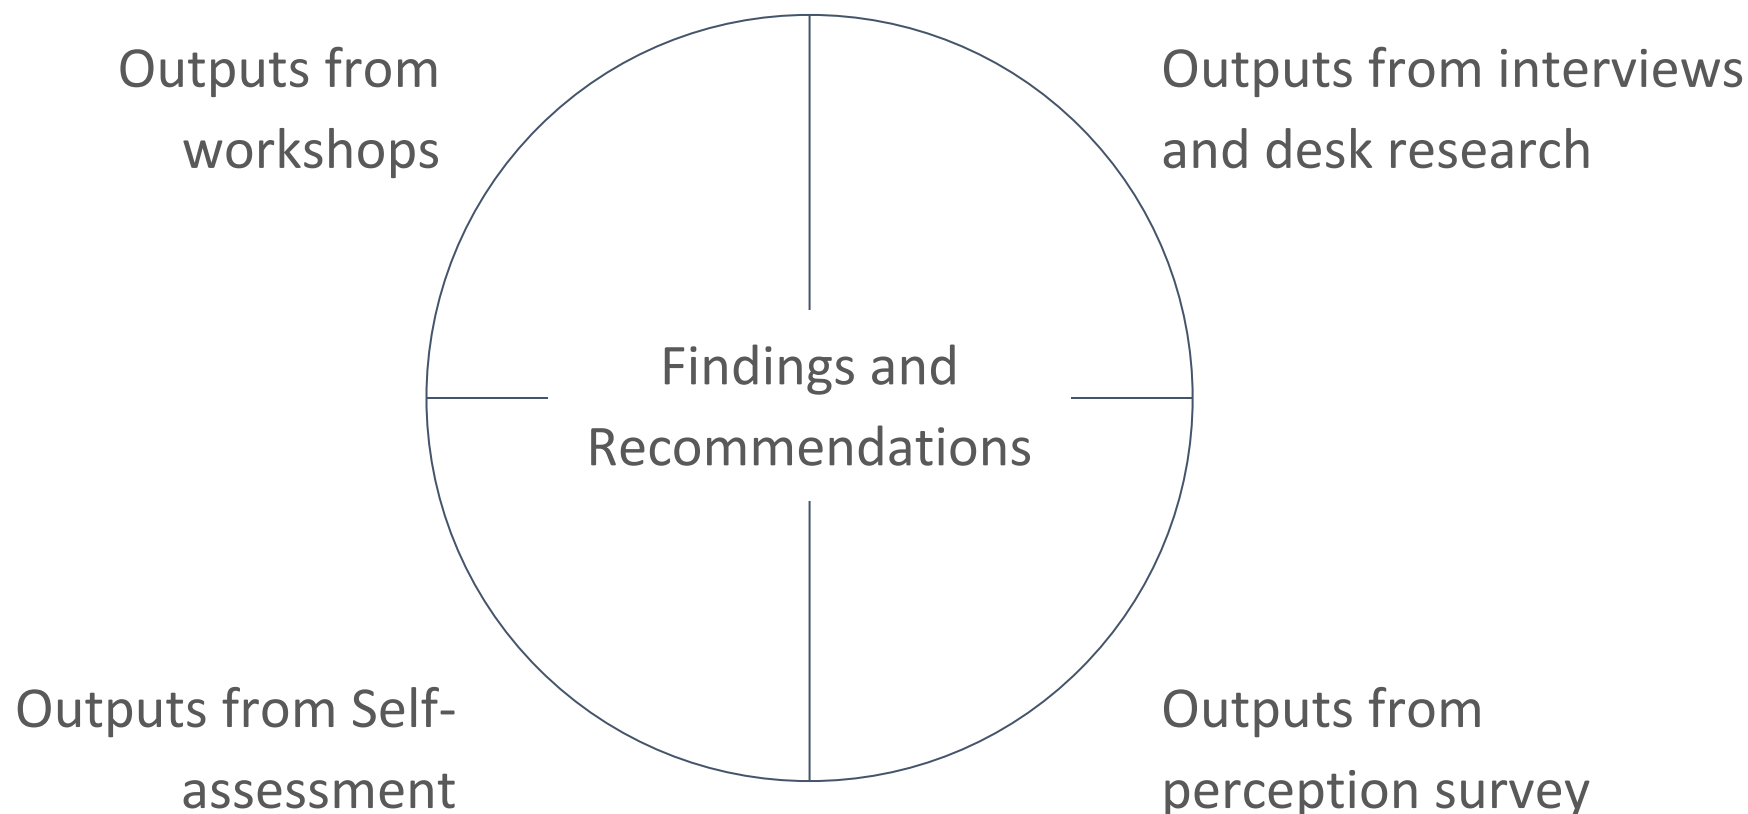 Outputs from
workshops
Outputs from interviews
and desk research
Findings and
Recommendations
Outputs from Self-
assessment
Outputs from
perception survey